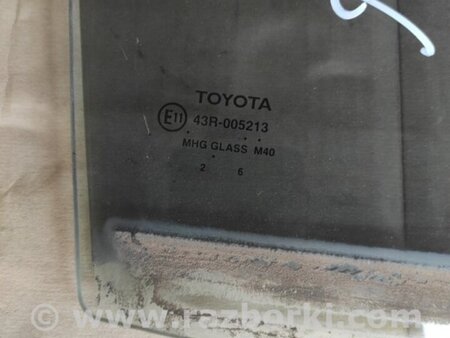 TOYOTA
E11 43R-005213
MHG GLASS M40
2 6
www.razborki.com